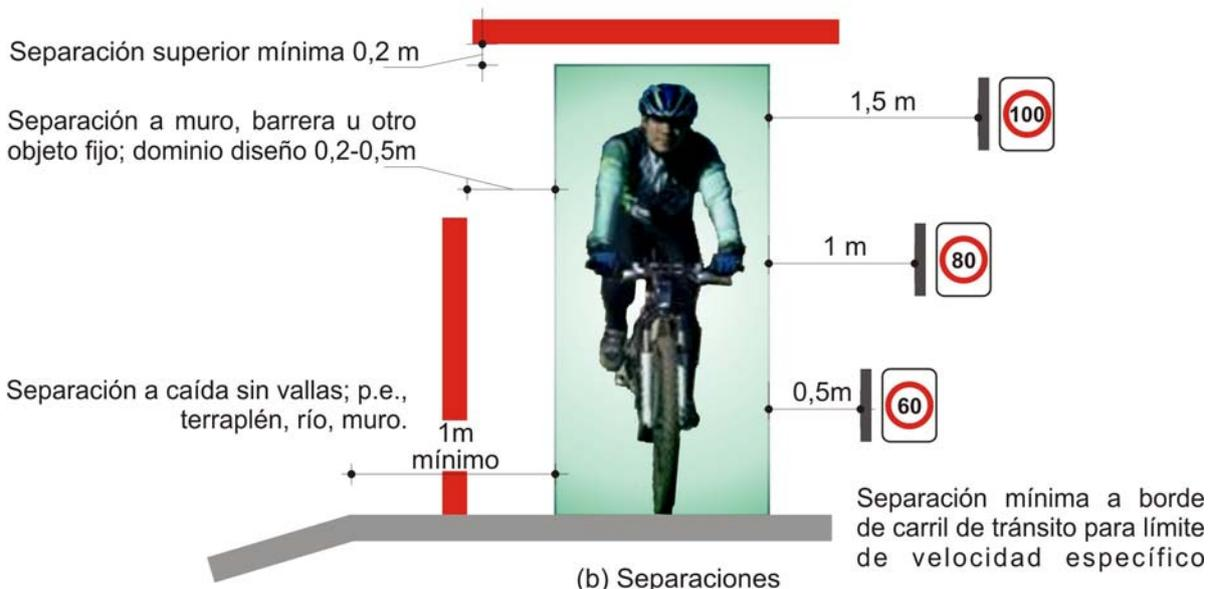 Separación superior mínima 0,2 m
Separación a muro, barrera u otro
objeto fijo; dominio diseño 0,2-0,5m
Separación a caída sin vallas; p.e.,
terraplén, río, muro.
1m
mínimo
1,5 m
100
1 m
80
0,5m
60
Separación mínima a borde
de carril de tránsito para límite
de velocidad específico
(b) Separaciones